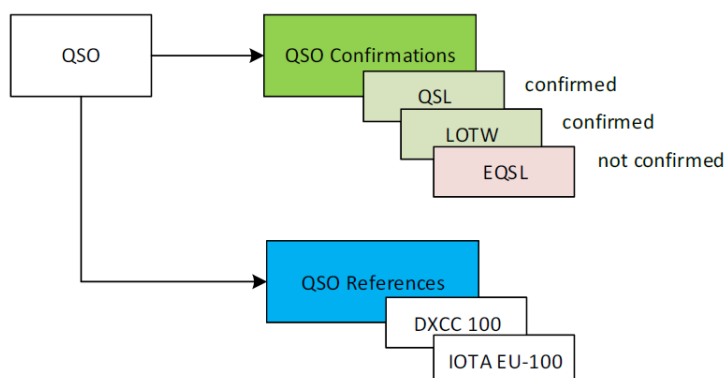 QSO
QSO Confirmations
QSL
confirmed
LOTW
confirmed
EQSL
not confirmed
QSO References
DXCC 100
IOTA EU-100